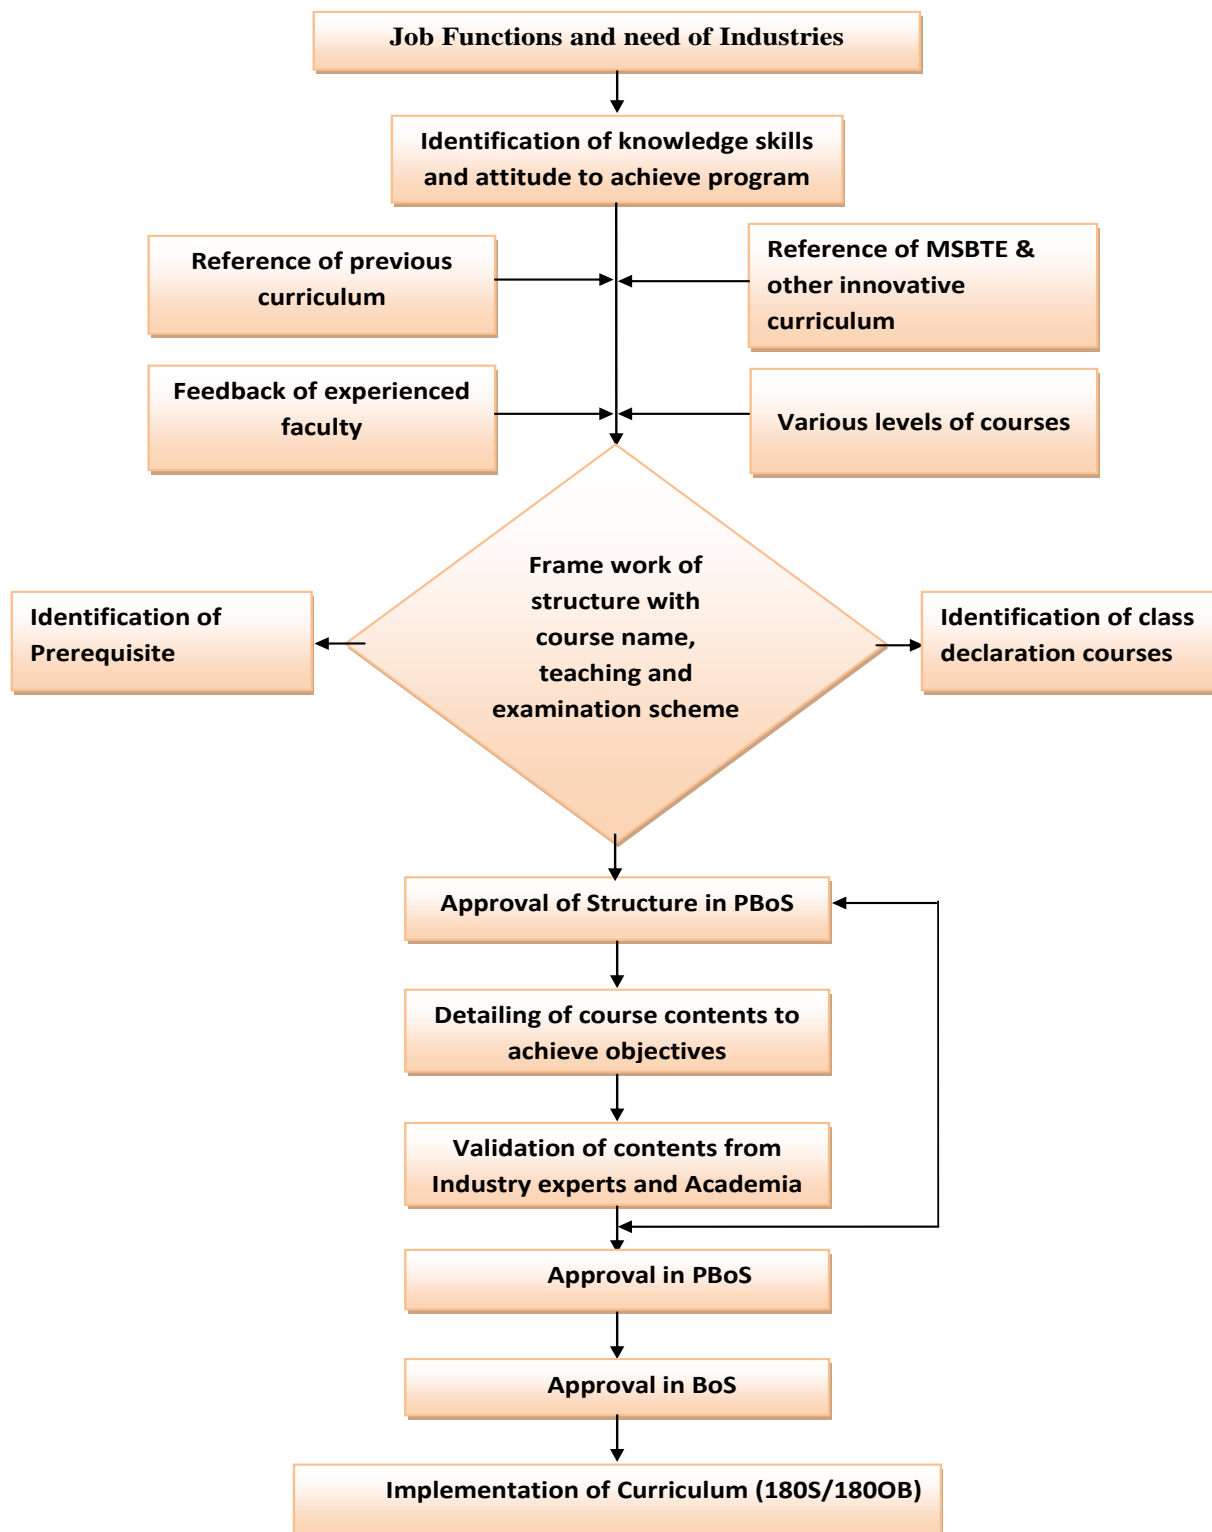 Job Functions and need of Industries
Identification of knowledge skills
and attitude to achieve program
Reference of previous
curriculum
Reference of MSBTE &
other innovative
curriculum
Feedback of experienced
faculty
Various levels of courses
Frame work of
structure with
course name,
teaching and
examination scheme
Identification of
Prerequisite
Identification of class
declaration courses
Approval of Structure in PBoS
Detailing of course contents to
achieve objectives
Validation of contents from
Industry experts and Academia
Approval in PBoS
Approval in BoS
Implementation of Curriculum (180S/180OB)